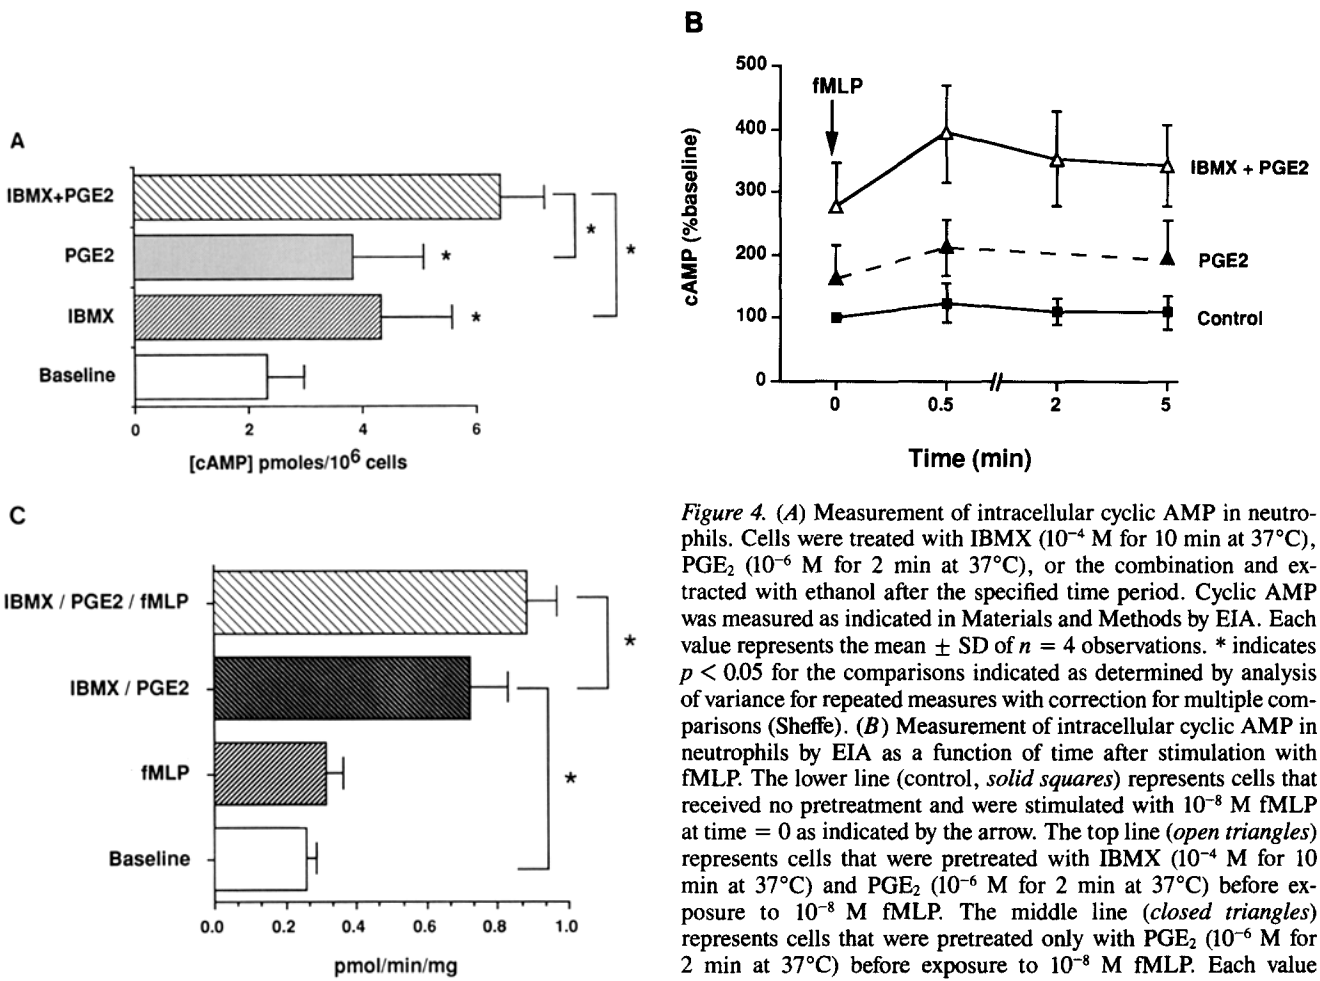 A
IBMX+PGE2
*
PGE2
*
*
IBMX
*
Baseline
0 2 4 6
[cAMP] pmoles/10⁶ cells
B
500
fMLP
400
300
200
100
0
cAMP (%baseline)
IBMX + PGE2
PGE2
Control
0 0.5 2 5
Time (min)
C
IBMX / PGE2 / fMLP
*
IBMX / PGE2
fMLP
*
Baseline
0.0 0.2 0.4 0.6 0.8 1.0
pmol/min/mg
Figure 4. (A) Measurement of intracellular cyclic AMP in neutro-
phils. Cells were treated with IBMX (10⁻⁴ M for 10 min at 37°C),
PGE₂ (10⁻⁶ M for 2 min at 37°C), or the combination and ex-
tracted with ethanol after the specified time period. Cyclic AMP
was measured as indicated in Materials and Methods by EIA. Each
value represents the mean ± SD of n = 4 observations. * indicates
p < 0.05 for the comparisons indicated as determined by analysis
of variance for repeated measures with correction for multiple com-
parisons (Sheffe). (B) Measurement of intracellular cyclic AMP in
neutrophils by EIA as a function of time after stimulation with
fMLP. The lower line (control, solid squares) represents cells that
received no pretreatment and were stimulated with 10⁻⁸ M fMLP
at time = 0 as indicated by the arrow. The top line (open triangles)
represents cells that were pretreated with IBMX (10⁻⁴ M for 10
min at 37°C) and PGE₂ (10⁻⁶ M for 2 min at 37°C) before ex-
posure to 10⁻⁸ M fMLP. The middle line (closed triangles)
represents cells that were pretreated only with PGE₂ (10⁻⁶ M for
2 min at 37°C) before exposure to 10⁻⁸ M fMLP. Each value